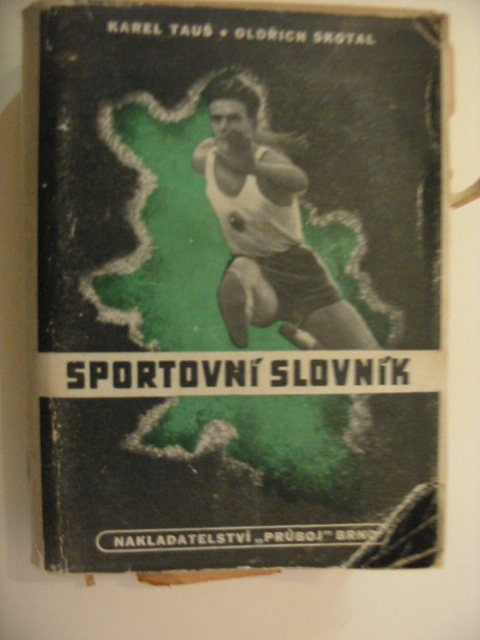 KAREL TAUŠ • OLDŘICH SKOTAL
SPORTOVNÍ SLOVNÍK
NAKLADATELSTVÍ „PRŮBOJ" BRNO